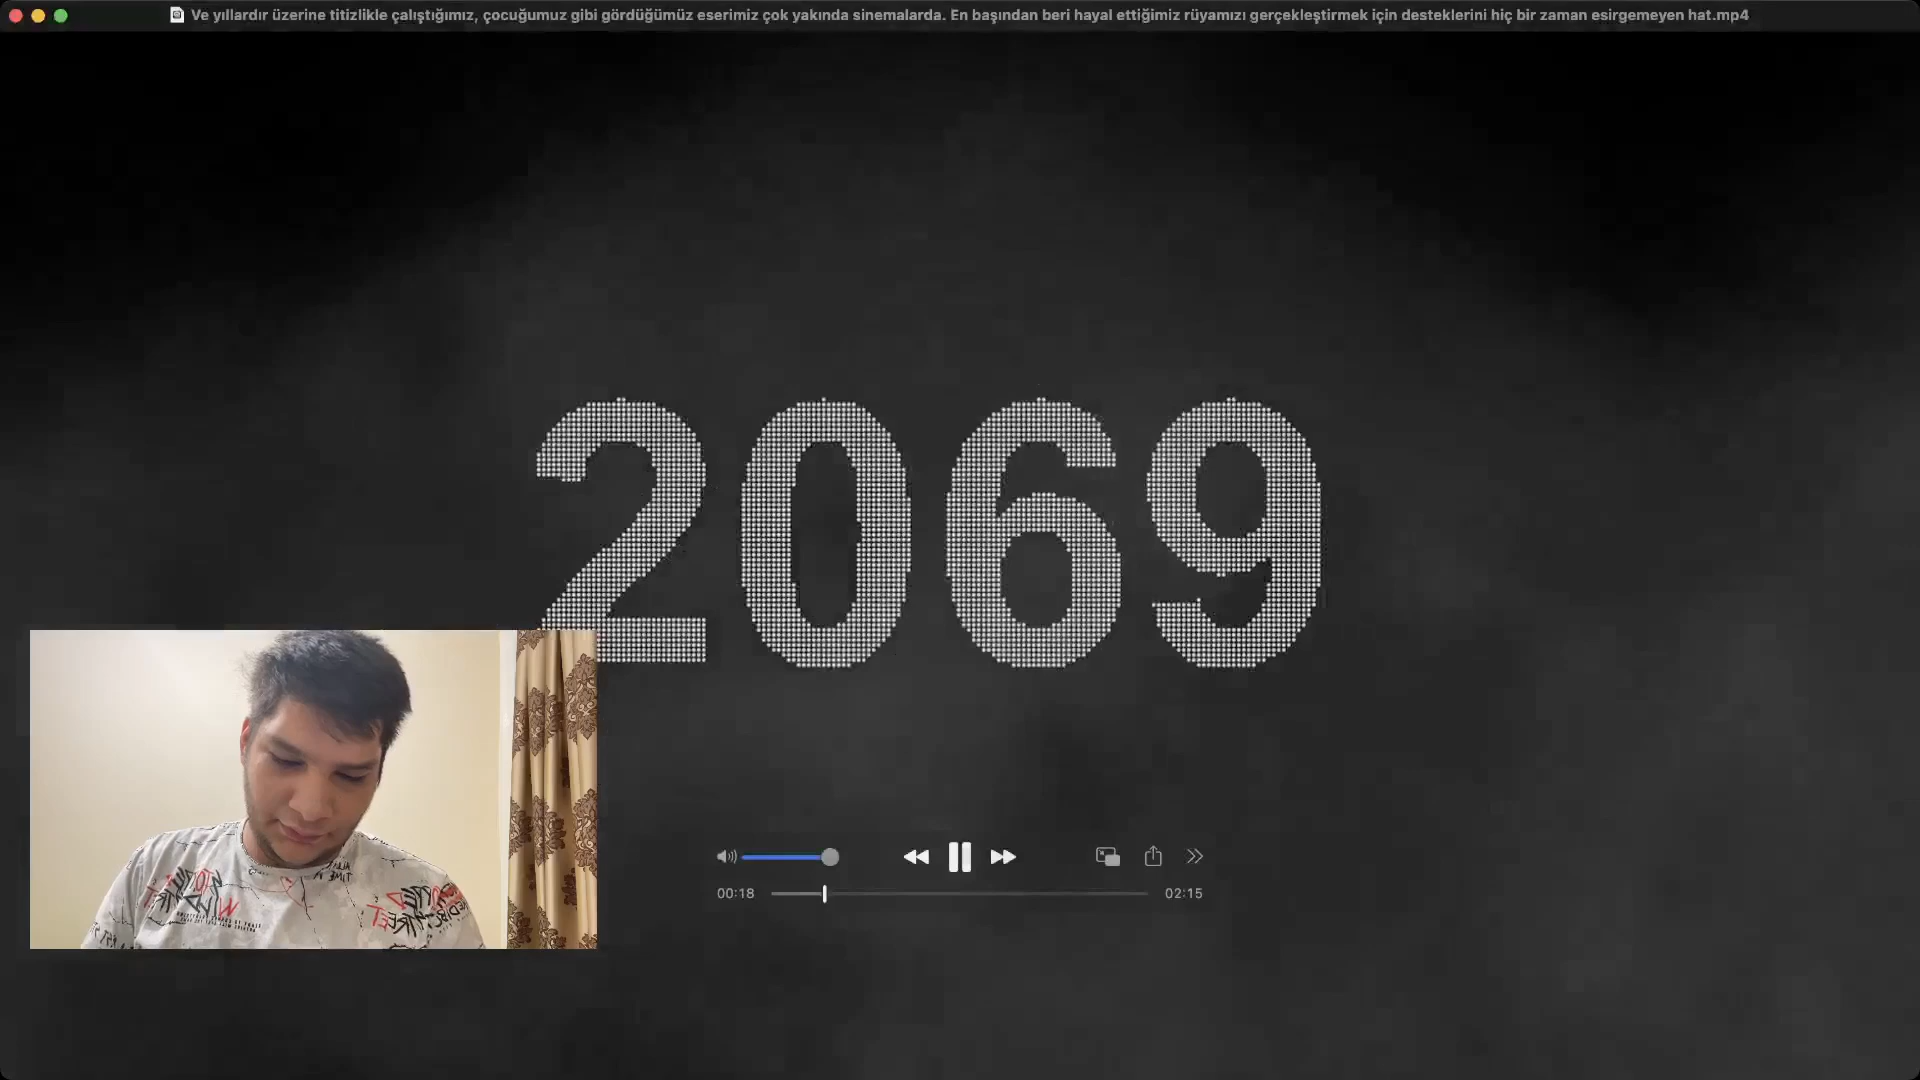 Ve yıllardır üzerine titizlikle çalıştığımız, çocuğumuz gibi gördüğümüz eserimiz çok yakında sinemalarda. En başından beri hayal ettiğimiz rüyamızı gerçekleştirmek için desteklerini hiç bir zaman esirgemeyen hat.mp4
2069
00:18
02:15